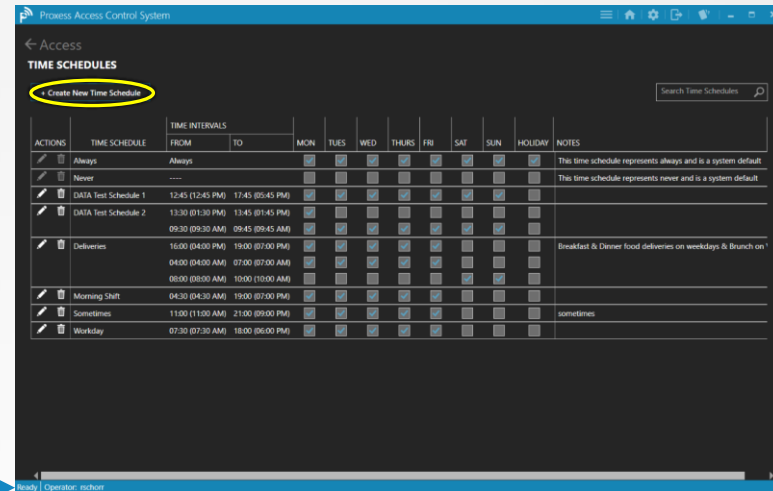 Proxess Access Control System
Access
TIME SCHEDULES
+ Create New Time Schedule
Search Time Schedules
TIME INTERVALS
ACTIONS TIME SCHEDULE FROM TO MON TUES WED THURS FRI SAT SUN HOLIDAY NOTES
Always Always This time schedule represents always and is a system default
Never ---- This time schedule represents never and is a system default
DATA Test Schedule 1 12:45 (12:45 PM) 17:45 (05:45 PM)
DATA Test Schedule 2 13:30 (01:30 PM) 13:45 (01:45 PM)
09:30 (09:30 AM) 09:45 (09:45 AM)
Deliveries 16:00 (04:00 PM) 19:00 (07:00 PM) Breakfast & Dinner food deliveries on weekdays & Brunch on
04:00 (04:00 AM) 07:00 (07:00 AM)
08:00 (08:00 AM) 10:00 (10:00 AM)
Morning Shift 04:30 (04:30 AM) 19:00 (07:00 PM)
Sometimes 11:00 (11:00 AM) 21:00 (09:00 PM) sometimes
Workday 07:30 (07:30 AM) 18:00 (06:00 PM)
Ready Operator: rschorr